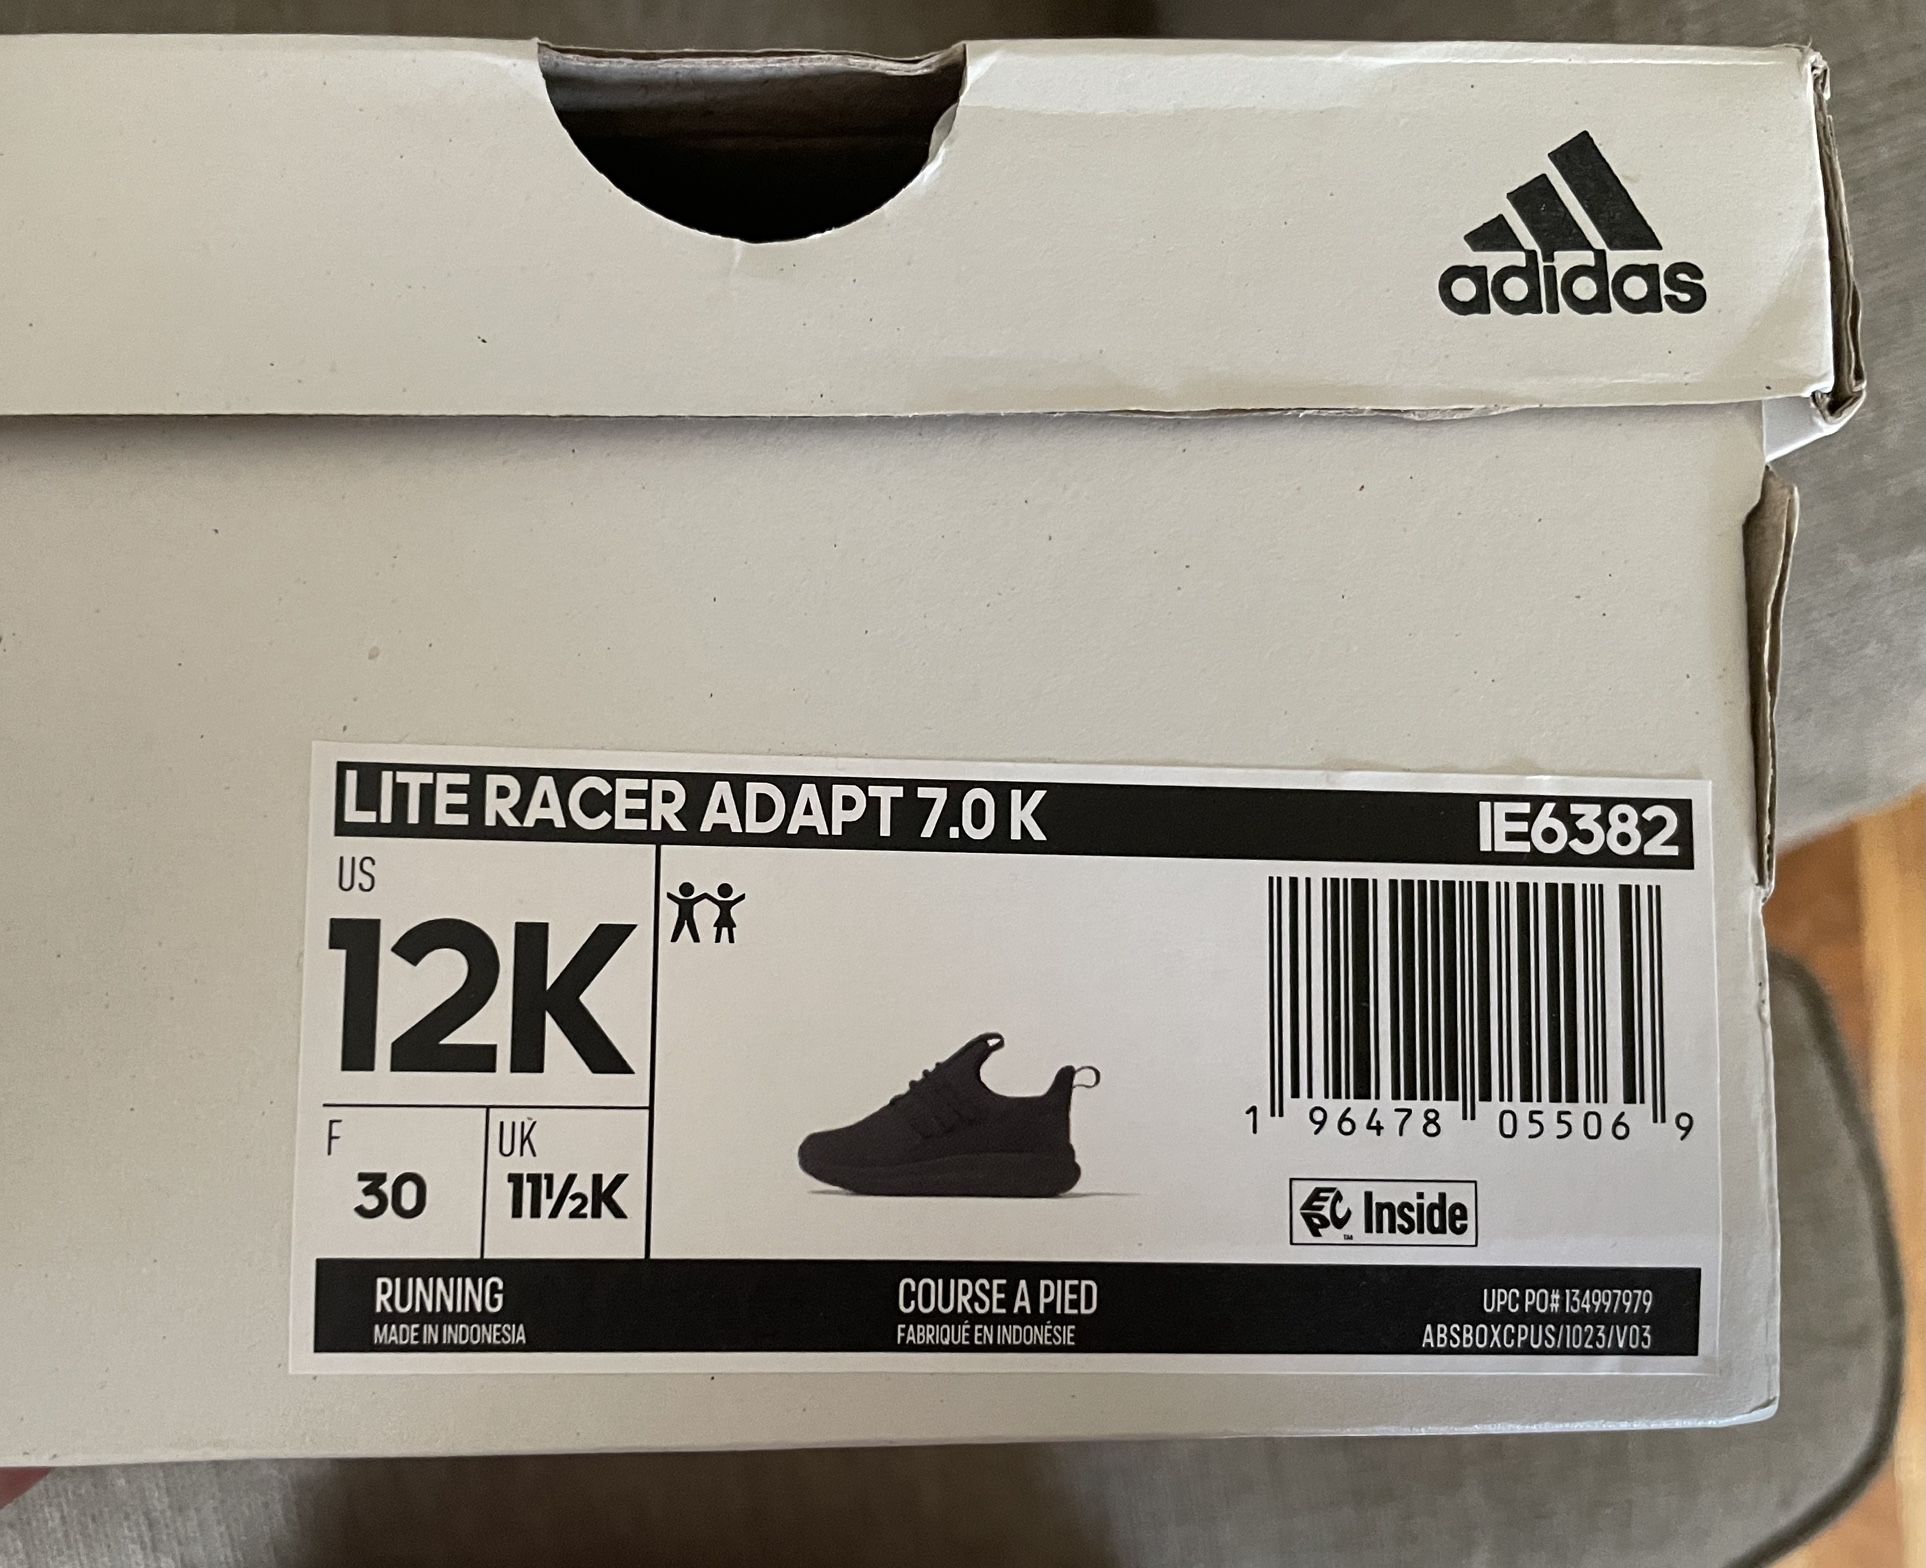 adidas
LITE RACER ADAPT 7.0 K IE6382
US
12K
F
30
UK
11½K
1 96478 05506 9
EPC™ Inside
RUNNING
MADE IN INDONESIA
COURSE A PIED
FABRIQUÉ EN INDONÉSIE
UPC PO# 134997979
ABSBOXCPUS/1023/V03